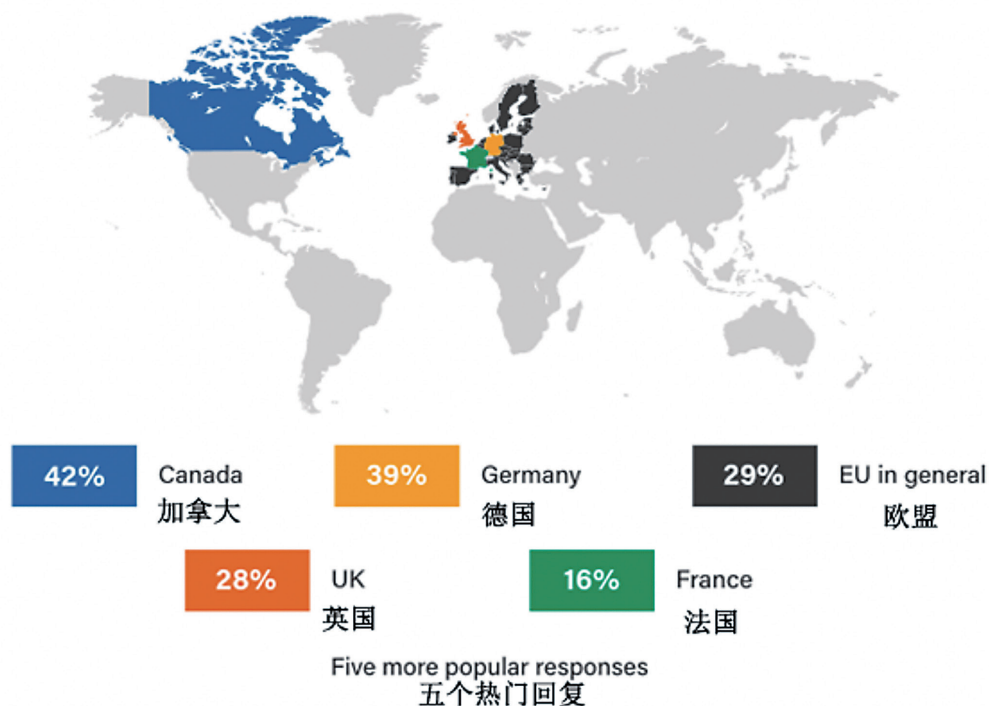 42% Canada
加拿大
39% Germany
德国
29% EU in general
欧盟
28% UK
英国
16% France
法国
Five more popular responses
五个热门回复